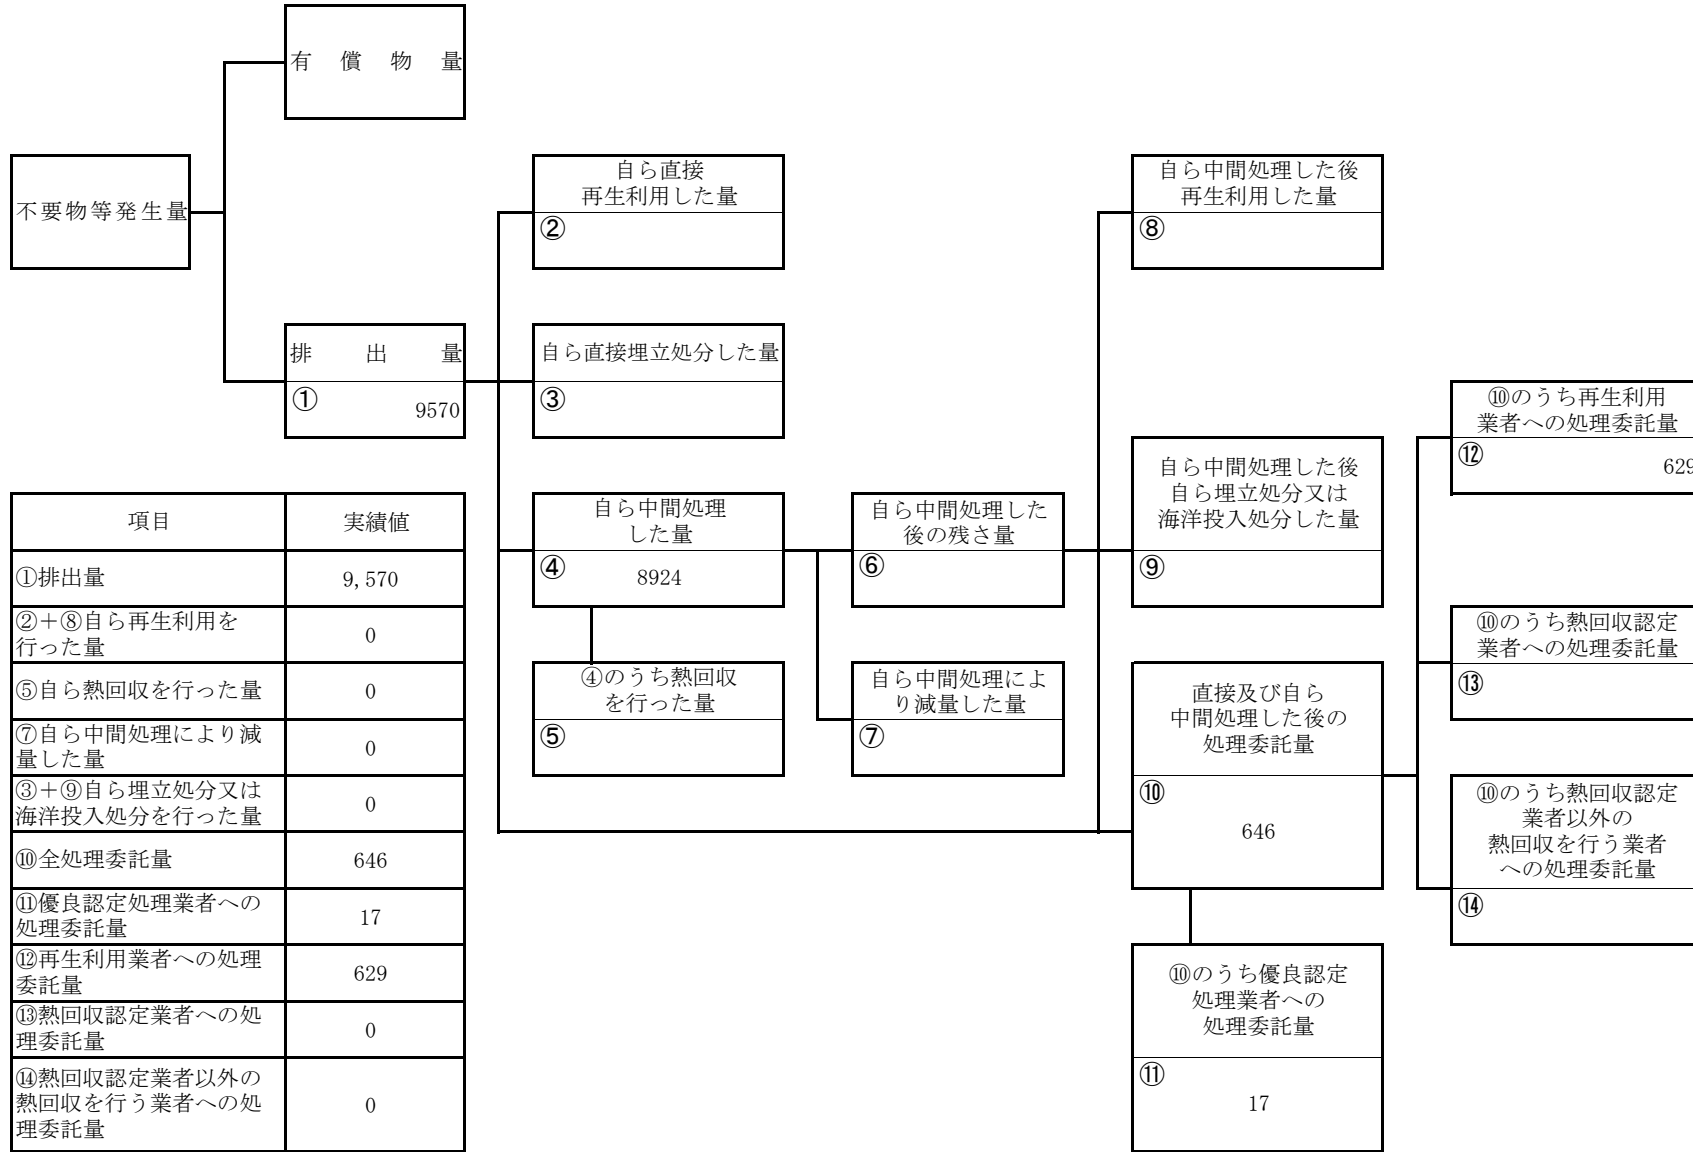 有償物量
不要物等発生量
自ら直接
再生利用した量
②
自ら中間処理した後
再生利用した量
⑧
排出量
①
9570
自ら直接埋立処分した量
③
⑩のうち再生利用
業者への処理委託量
⑫
629
自ら中間処理した後
自ら埋立処分又は
海洋投入処分した量
⑨
自ら中間処理
した量
④
8924
自ら中間処理した
後の残さ量
⑥
④のうち熱回収
を行った量
⑤
自ら中間処理によ
り減量した量
⑦
直接及び自ら
中間処理した後の
処理委託量
⑩
646
⑩のうち熱回収認定
業者への処理委託量
⑬
⑩のうち熱回収認定
業者以外の
熱回収を行う業者
への処理委託量
⑭
⑩のうち優良認定
処理業者への
処理委託量
⑪
17
項目 実績値
①排出量 9,570
②＋⑧自ら再生利用を
行った量 0
⑤自ら熱回収を行った量 0
⑦自ら中間処理により減
量した量 0
③＋⑨自ら埋立処分又は
海洋投入処分を行った量 0
⑩全処理委託量 646
⑪優良認定処理業者への
処理委託量 17
⑫再生利用業者への処理
委託量 629
⑬熱回収認定業者への処
理委託量 0
⑭熱回収認定業者以外の
熱回収を行う業者への処
理委託量 0